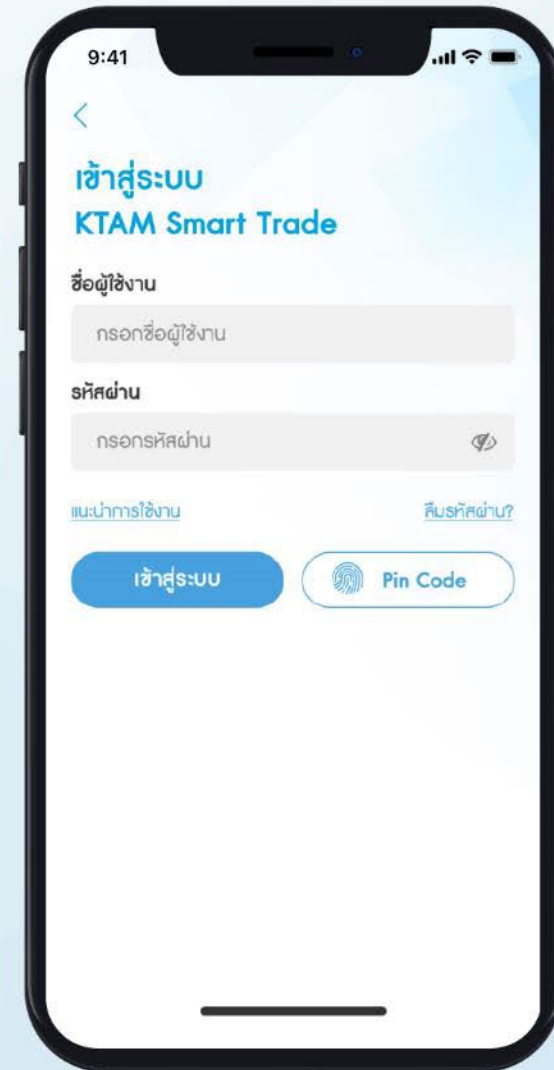 9:41
เข้าสู่ระบบ
KTAM Smart Trade
ชื่อผู้ใช้งาน
กรอกชื่อผู้ใช้งาน
รหัสผ่าน
กรอกรหัสผ่าน
แนะนำการใช้งาน ลืมรหัสผ่าน?
เข้าสู่ระบบ Pin Code